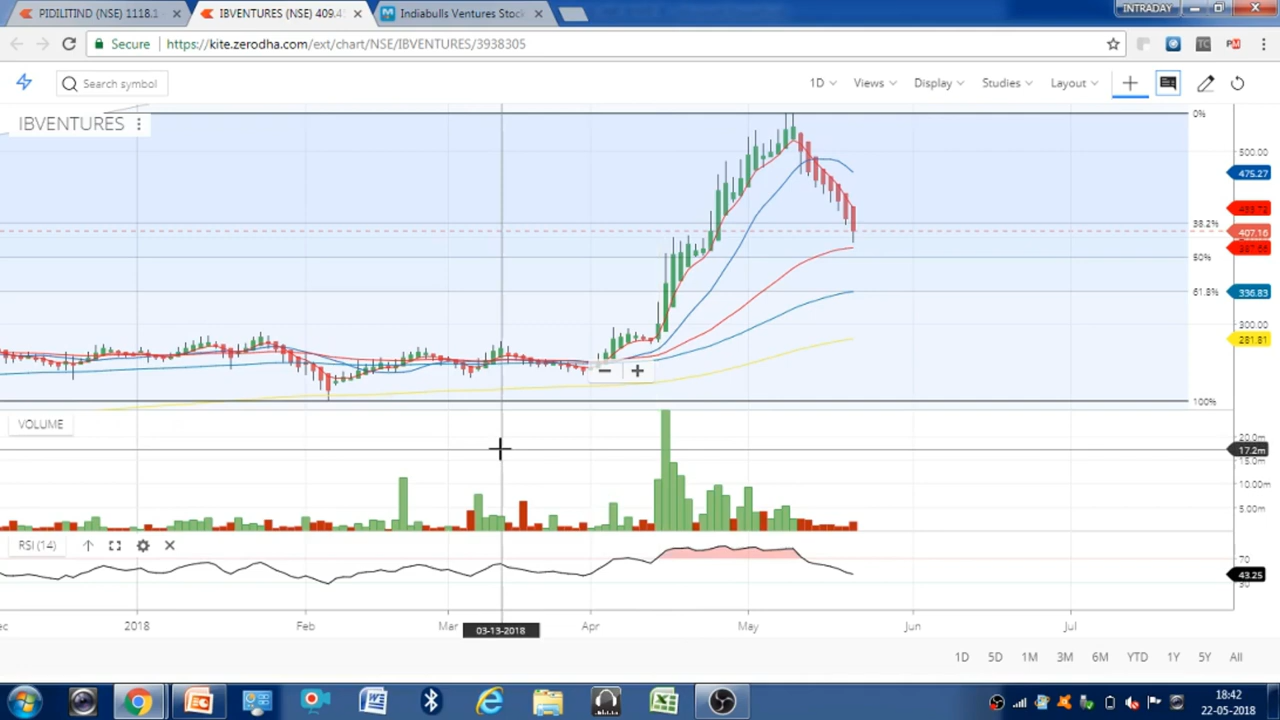 PIDILITIND (NSE) 1118.1
IBVENTURES (NSE) 409.4
Indiabulls Ventures Stock
INTRADAY
Secure
https://kite.zerodha.com/ext/chart/NSE/IBVENTURES/3938305
TC
PM
Search symbol
1D
Views
Display
Studies
Layout
IBVENTURES
0%
500.00
475.27
38.2%
407.16
50%
61.8%
336.83
300.00
281.81
100%
VOLUME
20.0m
17.2m
15.0m
10.00m
5.00m
RSI (14)
70
43.25
30
2018
Feb
Mar
03-13-2018
Apr
May
Jun
Jul
1D
5D
1M
3M
6M
YTD
1Y
5Y
All
18:42
22-05-2018